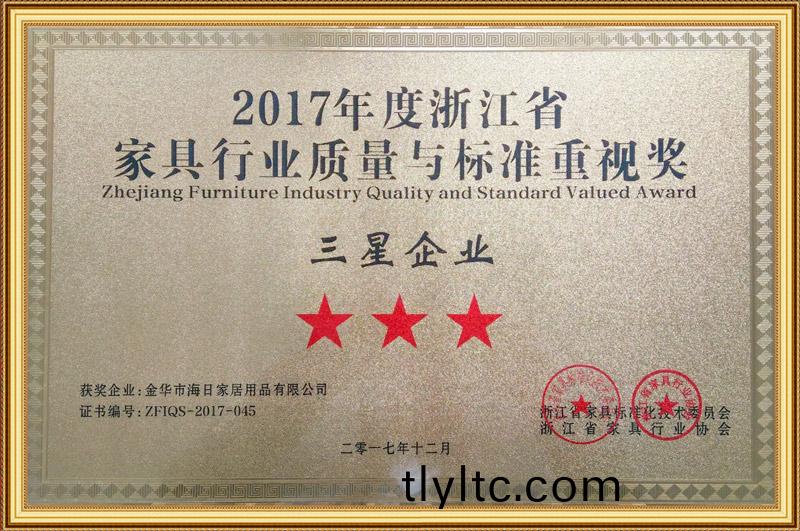 2017年度浙江省
家具行业质量与标准重视奖
Zhejiang Furniture Industry Quality and Standard Valued Award
三星企业
获奖企业:金华市海日家居用品有限公司
证书编号:ZFIQS-2017-045
浙江省家具标准化技术委员会
浙江省家具行业协会
二零一七年十二月
tlyltc.com